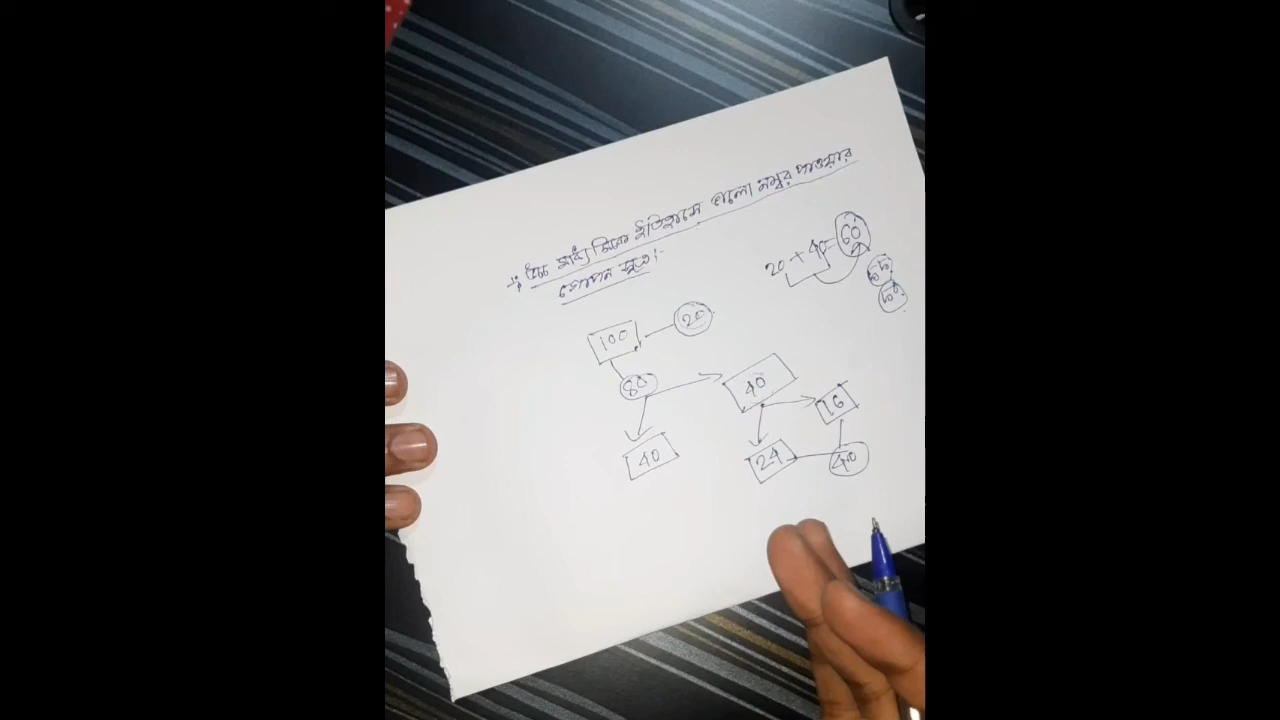 উচ্চ মাধ্যমিকে ইতিহাসে ভালো নম্বর পাওয়ার
গোপন সূত্র :-
20 + 40 = 60
100
20
80
40
16
40
24
40